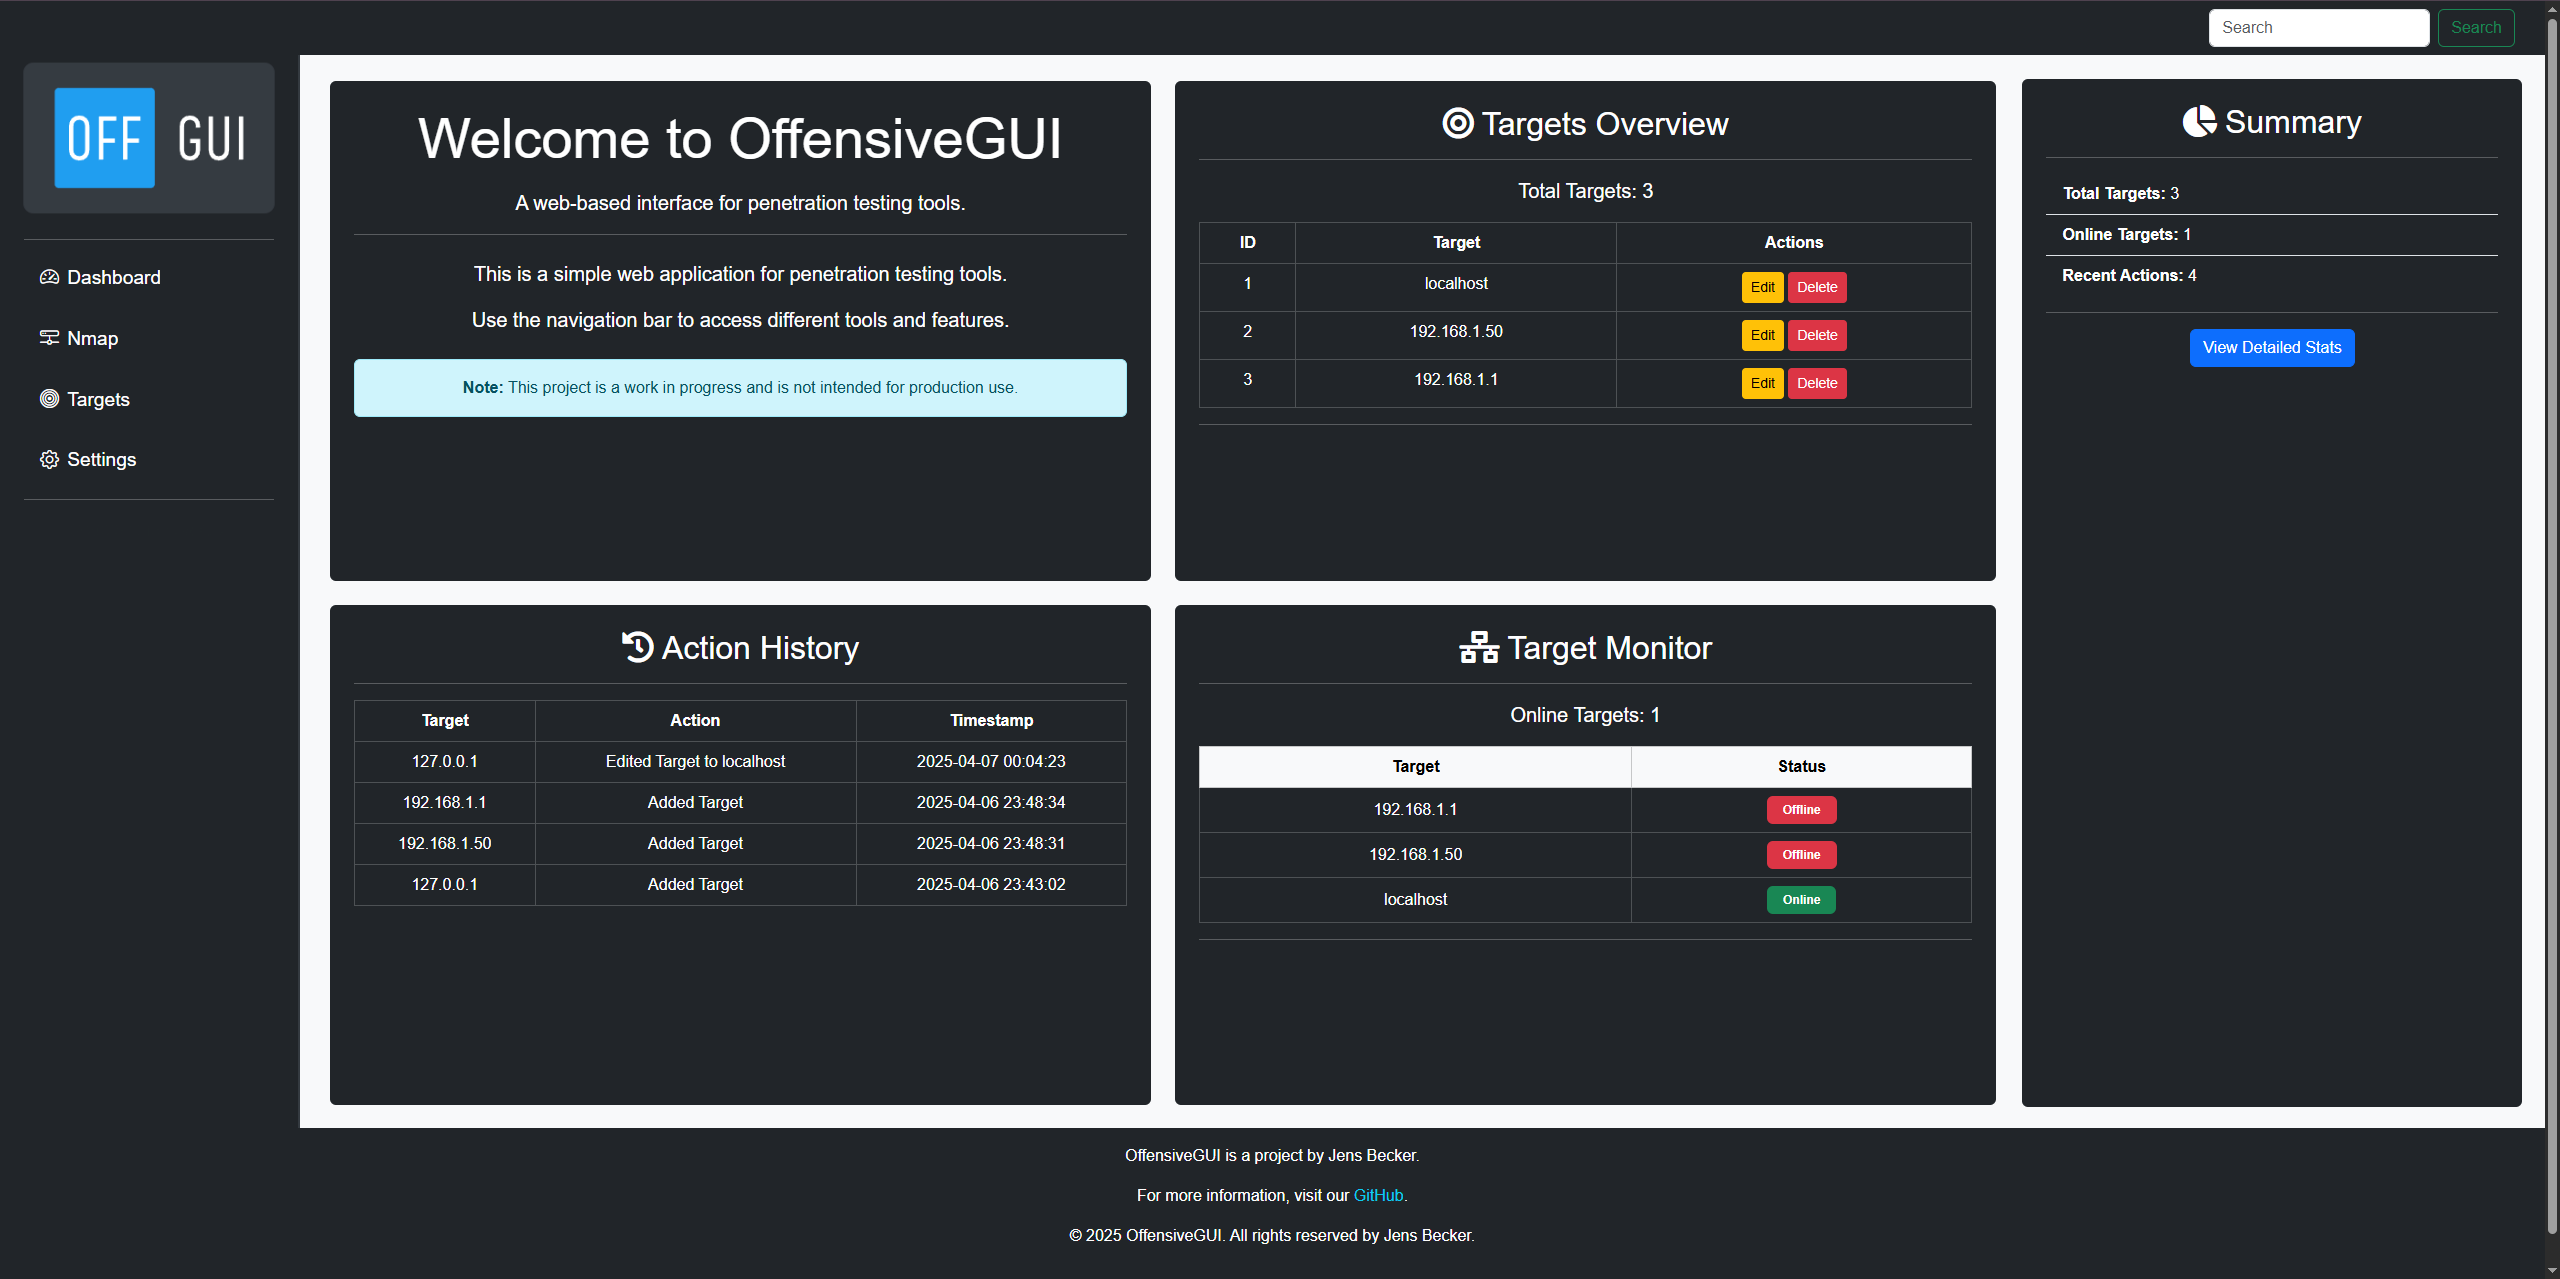 Search Search
OFF GUI
Dashboard
Nmap
Targets
Settings
Welcome to OffensiveGUI
A web-based interface for penetration testing tools.
This is a simple web application for penetration testing tools.
Use the navigation bar to access different tools and features.
Note: This project is a work in progress and is not intended for production use.
Targets Overview
Total Targets: 3
ID Target Actions
1 localhost Edit Delete
2 192.168.1.50 Edit Delete
3 192.168.1.1 Edit Delete
Summary
Total Targets: 3
Online Targets: 1
Recent Actions: 4
View Detailed Stats
Action History
Target Action Timestamp
127.0.0.1 Edited Target to localhost 2025-04-07 00:04:23
192.168.1.1 Added Target 2025-04-06 23:48:34
192.168.1.50 Added Target 2025-04-06 23:48:31
127.0.0.1 Added Target 2025-04-06 23:43:02
Target Monitor
Online Targets: 1
Target Status
192.168.1.1 Offline
192.168.1.50 Offline
localhost Online
OffensiveGUI is a project by Jens Becker.
For more information, visit our GitHub.
© 2025 OffensiveGUI. All rights reserved by Jens Becker.